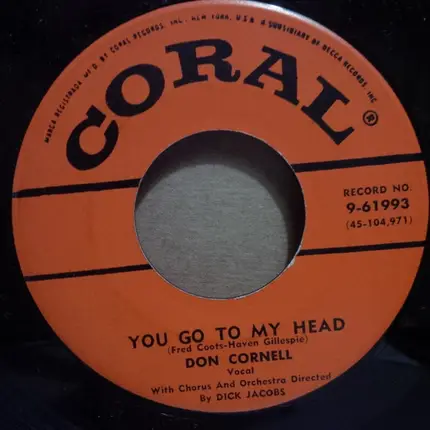 MARCA REGISTRADA MF'D. BY CORAL RECORDS, INC., NEW YORK, U.S.A. A SUBSIDIARY OF DECCA RECORDS, INC.
CORAL®
RECORD NO.
9-61993
(45-104,971)
YOU GO TO MY HEAD
(Fred Coots-Haven Gillespie)
DON CORNELL
Vocal
With Chorus And Orchestra Directed
By DICK JACOBS